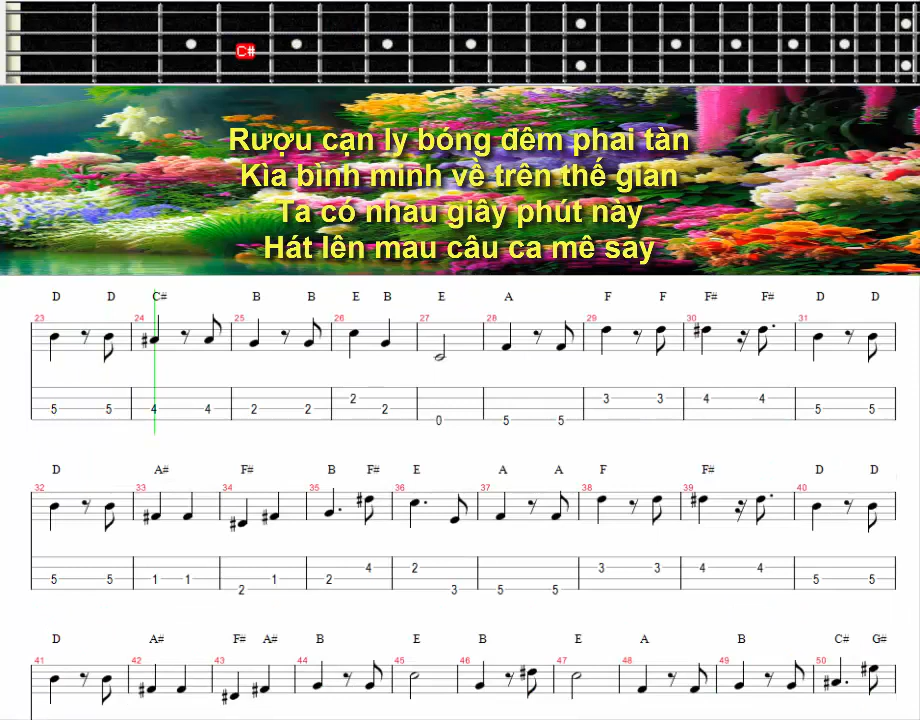 C#
Rượu cạn ly bóng đêm phai tàn
Kìa bình minh về trên thế gian
Ta có nhau giây phút này
Hát lên mau câu ca mê say
D D C# B B E B E A F F F# F# D D
23 24 25 26 27 28 29 30 31
5 5 4 4 2 2 2 2 0 5 5 3 3 4 4 5 5
D A# F# B F# E A A F F# D D
32 33 34 35 36 37 38 39 40
5 5 1 1 2 1 2 4 2 3 5 5 3 3 4 4 5 5
D A# F# A# B E B E A B C# G#
41 42 43 44 45 46 47 48 49 50